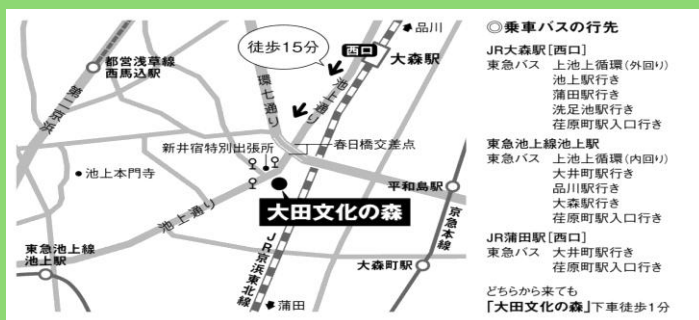 品川
徒歩15分
西口
大森駅
都営浅草線
西馬込駅
第二京浜
環七通り
池上通り
新井宿特別出張所
春日橋交差点
池上本門寺
平和島駅
大田文化の森
池上通り
東急池上線
池上駅
JR京浜東北線
大森町駅
京急本線
蒲田
◎乗車バスの行先
JR大森駅[西口]
東急バス 上池上循環(外回り)
池上駅行き
蒲田駅行き
洗足池駅行き
荏原町駅入口行き
東急池上線池上駅
東急バス 上池上循環(内回り)
大井町駅行き
品川駅行き
大森駅行き
荏原町駅入口行き
JR蒲田駅[西口]
東急バス 大井町駅行き
荏原町駅入口行き
どちらから来ても
「大田文化の森」下車徒歩1分